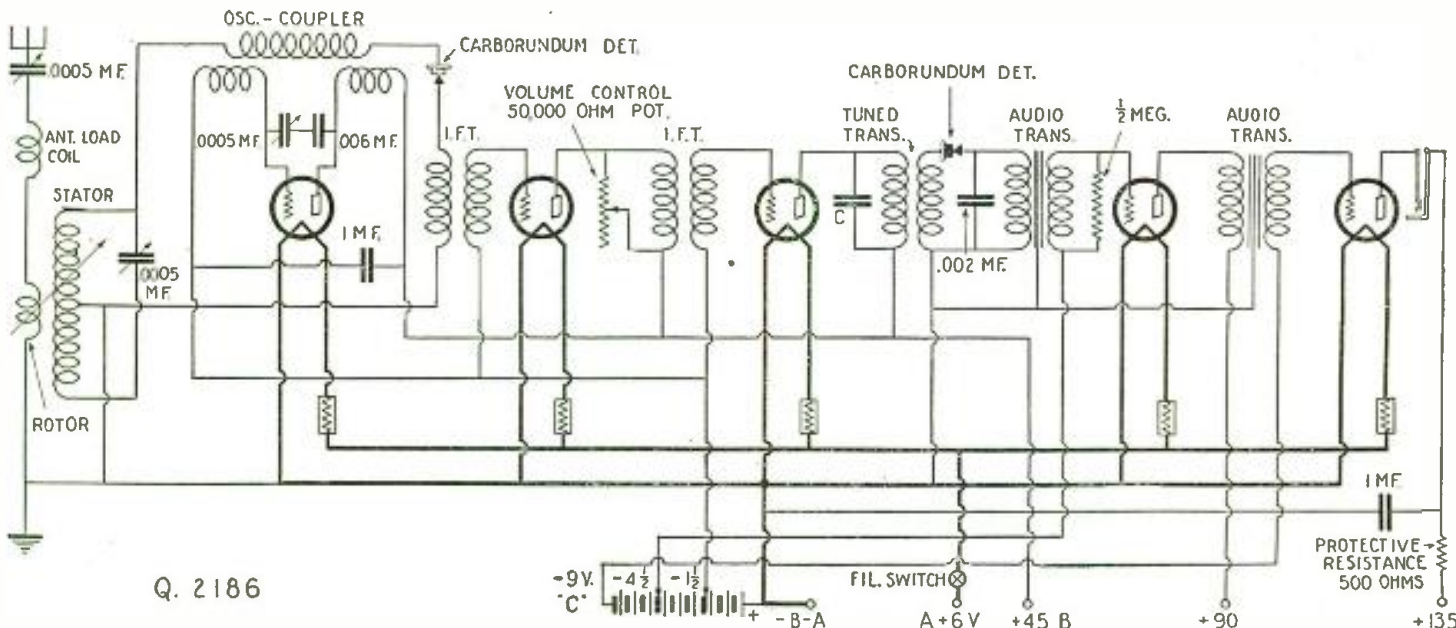 OSC.-COUPLER
CARBORUNDUM DET.
.0005 MF.
CARBORUNDUM DET.
VOLUME CONTROL
50,000 OHM POT.
TUNED
TRANS.
AUDIO
TRANS.
½ MEG.
AUDIO
TRANS.
ANT. LOAD
COIL
.0005 MF
.006 MF.
I.F.T.
I.F.T.
STATOR
C
1 MF.
.0005
MF.
.002 MF.
ROTOR
1 MF.
PROTECTIVE
RESISTANCE
500 OHMS
Q. 2186
-9V.
"C"
-4½
-1½
+
FIL. SWITCH
-B-A
A+6V
+45 B
+90
+135